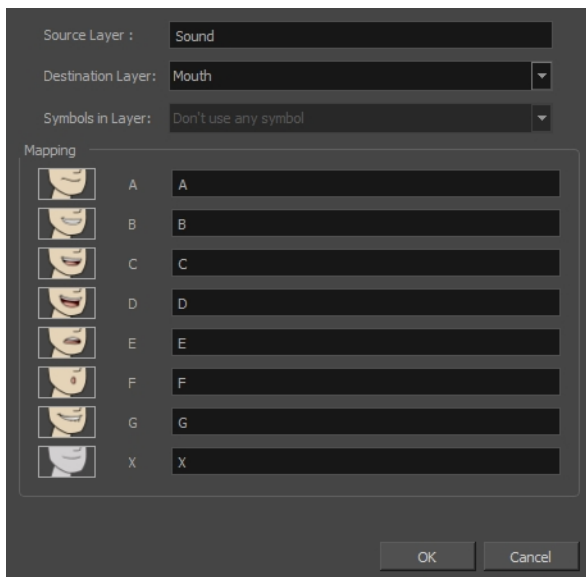 Source Layer : Sound
Destination Layer: Mouth
Symbols in Layer: Don't use any symbol
Mapping
A A
B B
C C
D D
E E
F F
G G
X X
OK Cancel